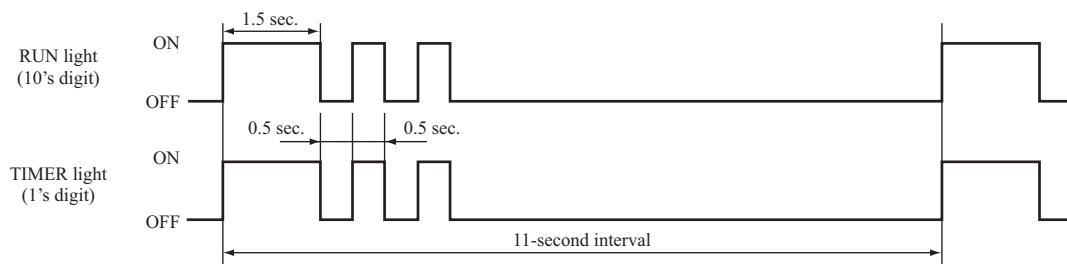 1.5 sec.
ON
RUN light
(10’s digit)
OFF
0.5 sec.
0.5 sec.
ON
TIMER light
(1’s digit)
OFF
11-second interval